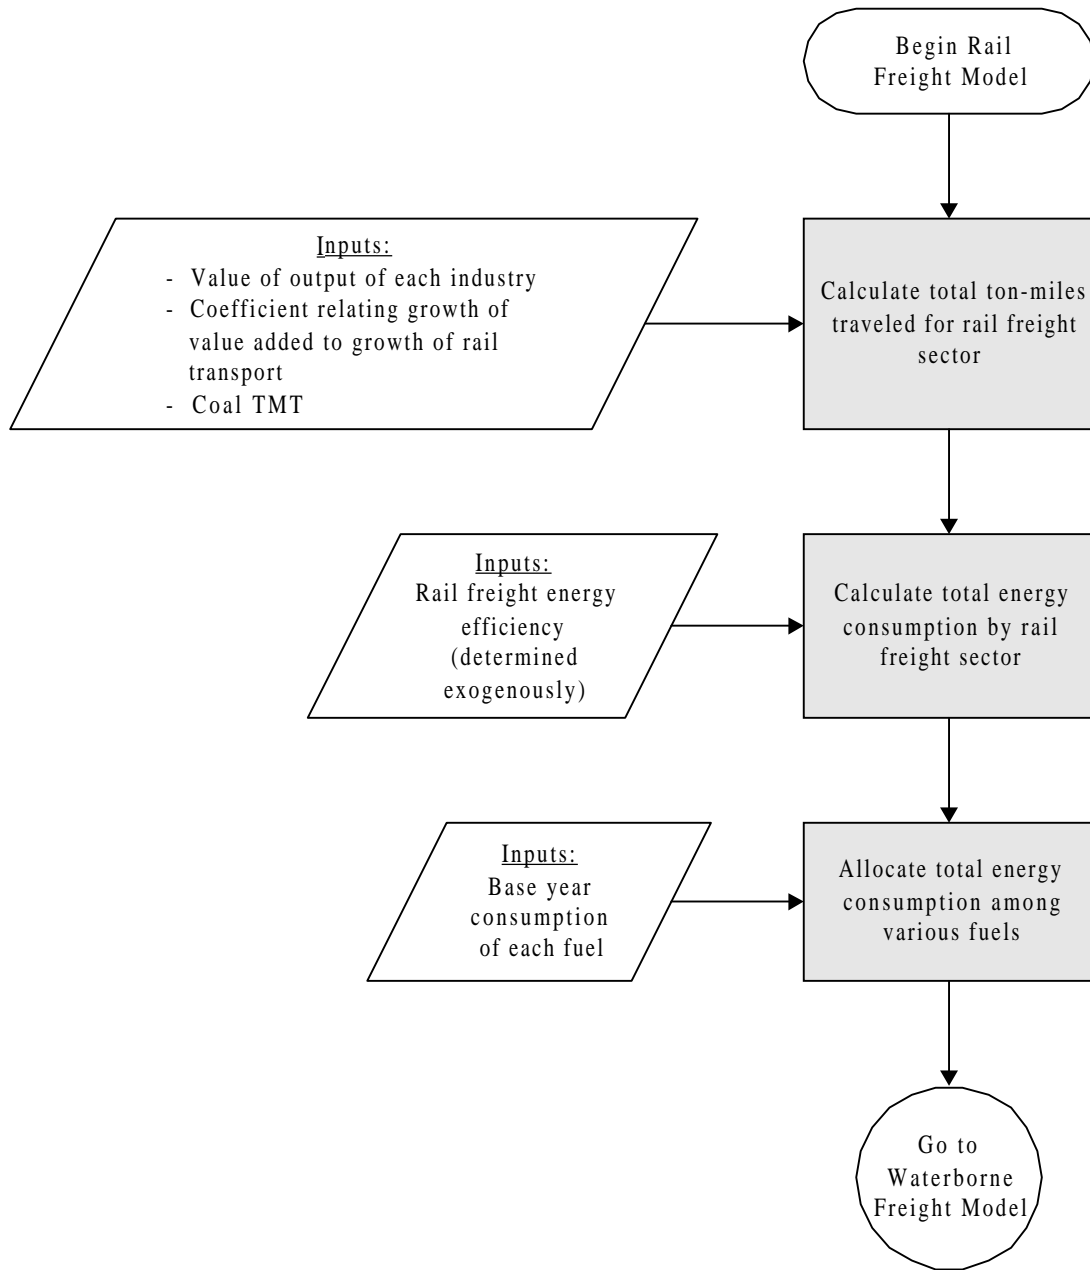 Begin Rail
Freight Model
Inputs:
- Value of output of each industry
- Coefficient relating growth of
value added to growth of rail
transport
- Coal TMT
Calculate total ton-miles
traveled for rail freight
sector
Inputs:
Rail freight energy
efficiency
(determined
exogenously)
Calculate total energy
consumption by rail
freight sector
Inputs:
Base year
consumption
of each fuel
Allocate total energy
consumption among
various fuels
Go to
Waterborne
Freight Model